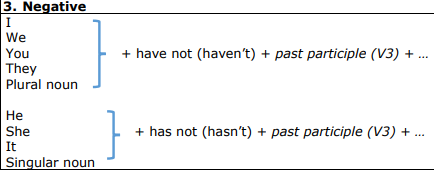 3. Negative
I
We
You
They
Plural noun
+ have not (haven’t) + past participle (V3) + …
He
She
It
Singular noun
+ has not (hasn’t) + past participle (V3) + …